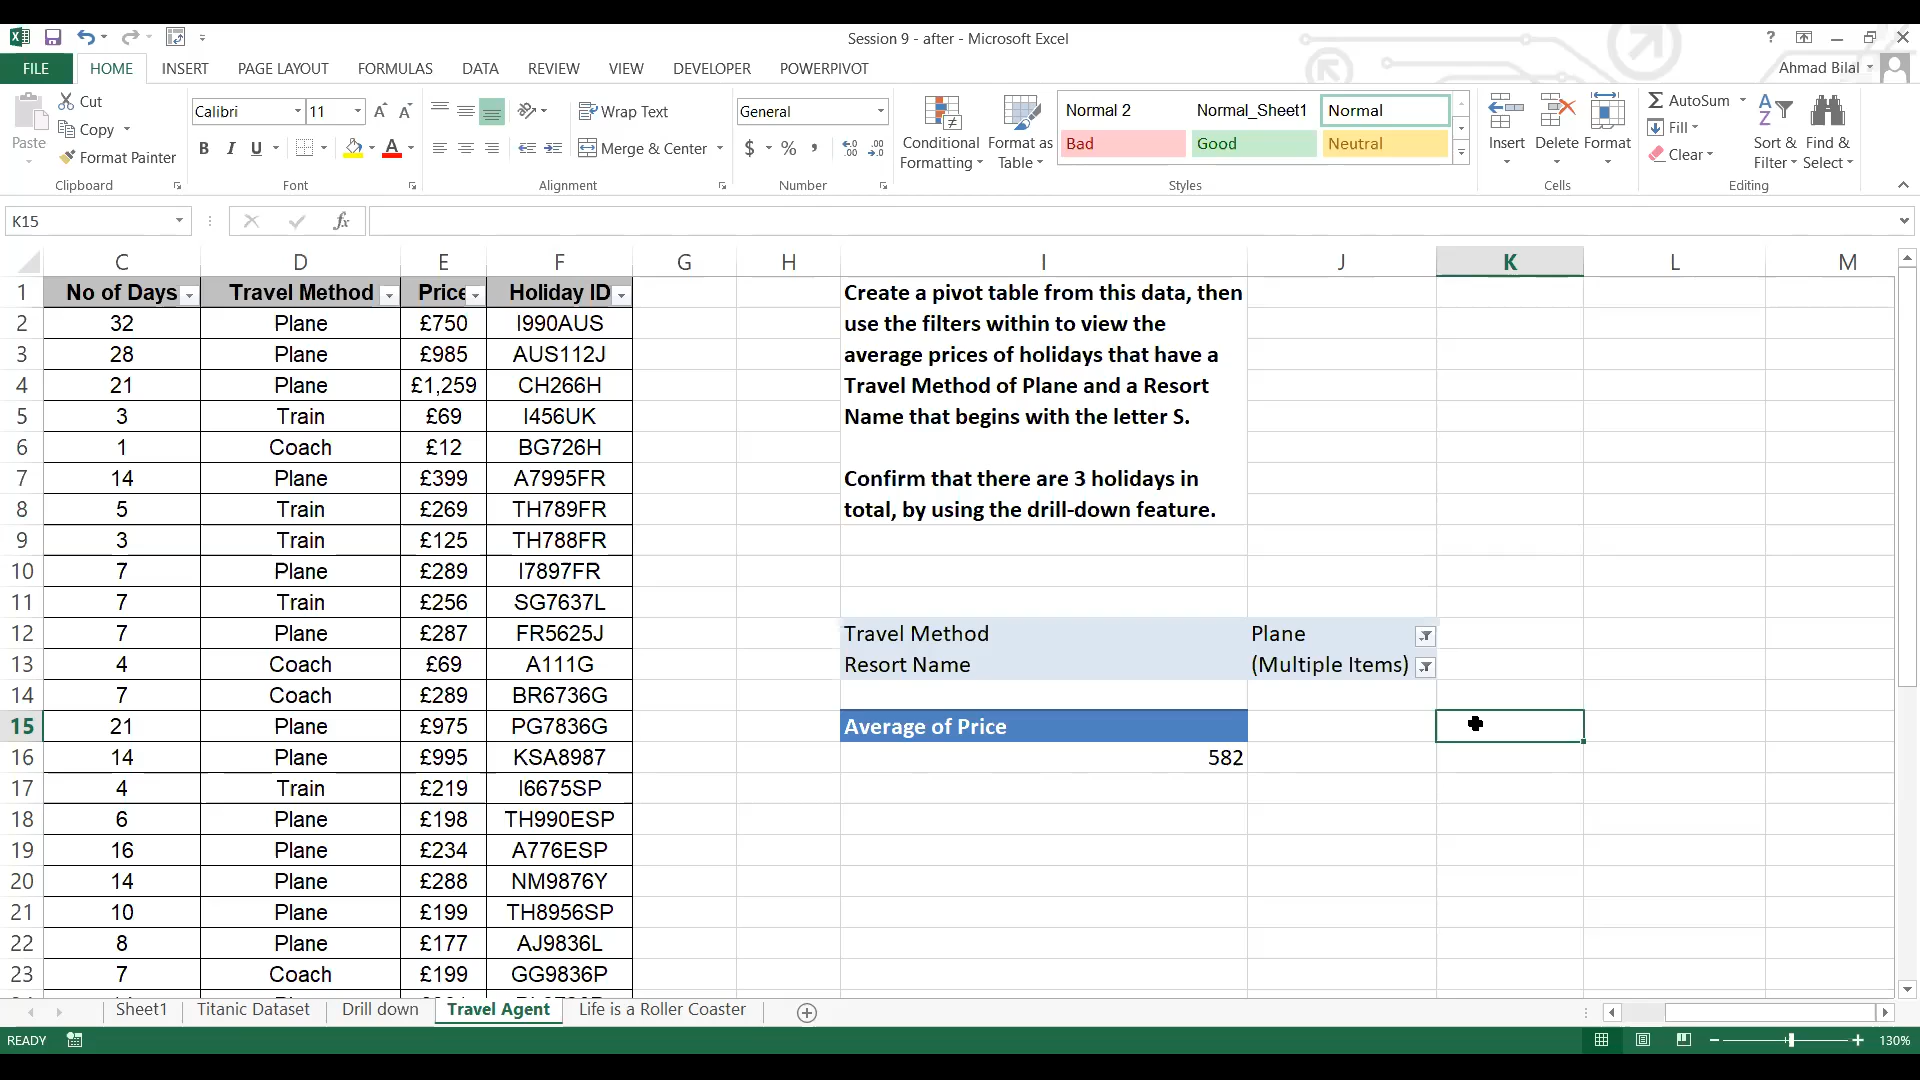 Session 9 - after - Microsoft Excel
?
FILE HOME INSERT PAGE LAYOUT FORMULAS DATA REVIEW VIEW DEVELOPER POWERPIVOT Ahmad Bilal
Paste
Cut
Copy
Format Painter
Clipboard
Calibri 11
B I U
Font
Wrap Text
Merge & Center
Alignment
General
$ % ,
Number
Conditional Formatting
Format as Table
Normal 2 Normal_Sheet1 Normal
Bad Good Neutral
Styles
Insert Delete Format
Cells
AutoSum
Fill
Clear
Sort & Filter
Find & Select
Editing
K15
fx
C D E F G H I J K L M
1 No of Days Travel Method Price Holiday ID Create a pivot table from this data, then
2 32 Plane £750 I990AUS use the filters within to view the
3 28 Plane £985 AUS112J average prices of holidays that have a
4 21 Plane £1,259 CH266H Travel Method of Plane and a Resort
5 3 Train £69 I456UK Name that begins with the letter S.
6 1 Coach £12 BG726H
7 14 Plane £399 A7995FR Confirm that there are 3 holidays in
8 5 Train £269 TH789FR total, by using the drill-down feature.
9 3 Train £125 TH788FR
10 7 Plane £289 I7897FR
11 7 Train £256 SG7637L
12 7 Plane £287 FR5625J Travel Method Plane
13 4 Coach £69 A111G Resort Name (Multiple Items)
14 7 Coach £289 BR6736G
15 21 Plane £975 PG7836G Average of Price
16 14 Plane £995 KSA8987 582
17 4 Train £219 I6675SP
18 6 Plane £198 TH990ESP
19 16 Plane £234 A776ESP
20 14 Plane £288 NM9876Y
21 10 Plane £199 TH8956SP
22 8 Plane £177 AJ9836L
23 7 Coach £199 GG9836P
Sheet1 Titanic Dataset Drill down Travel Agent Life is a Roller Coaster
READY 130%